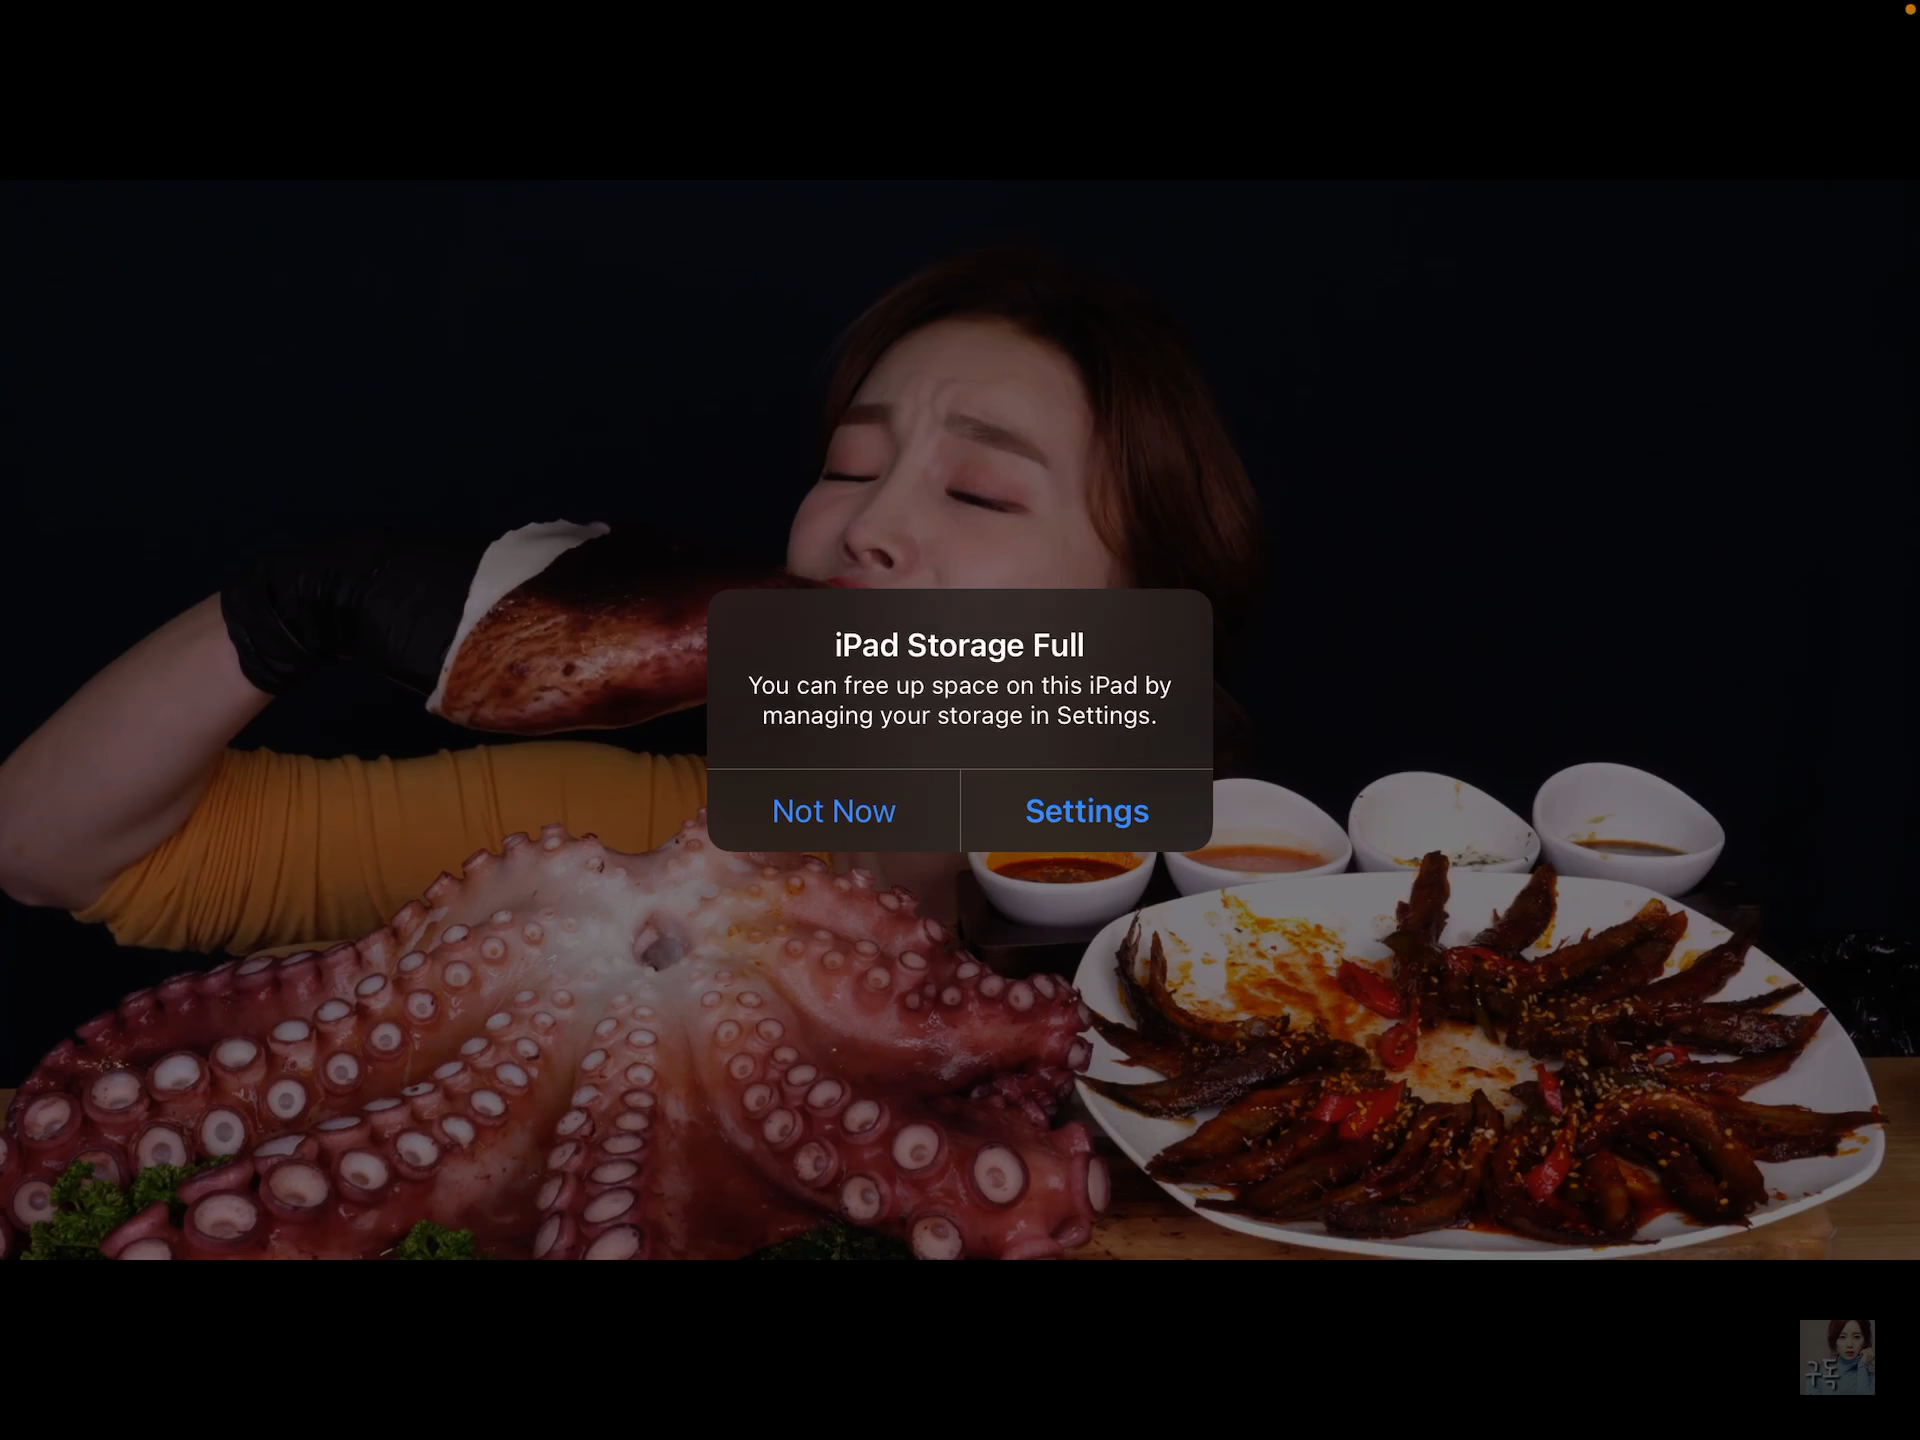 iPad Storage Full
You can free up space on this iPad by
managing your storage in Settings.
Not Now
Settings
구독